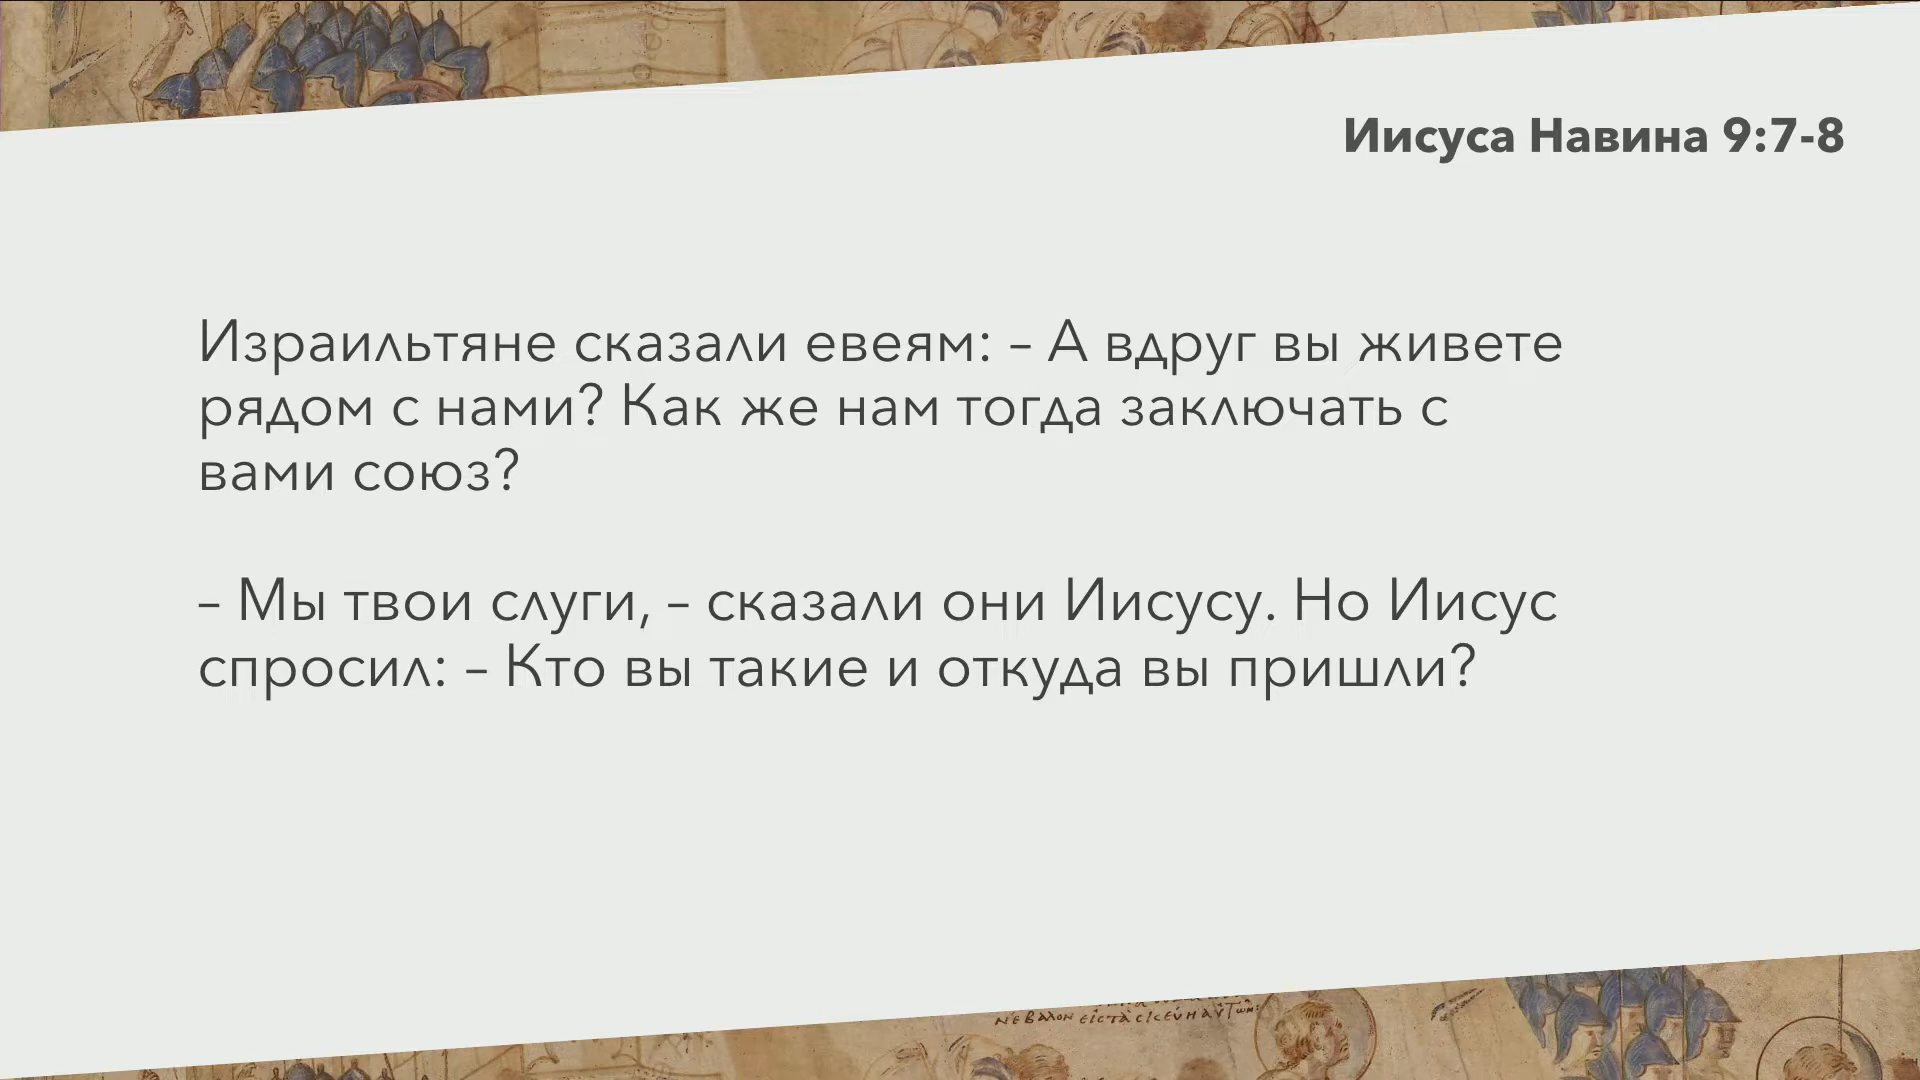 Иисуса Навина 9:7-8
Израильтяне сказали евеям: – А вдруг вы живете
рядом с нами? Как же нам тогда заключать с
вами союз?
– Мы твои слуги, – сказали они Иисусу. Но Иисус
спросил: – Кто вы такие и откуда вы пришли?